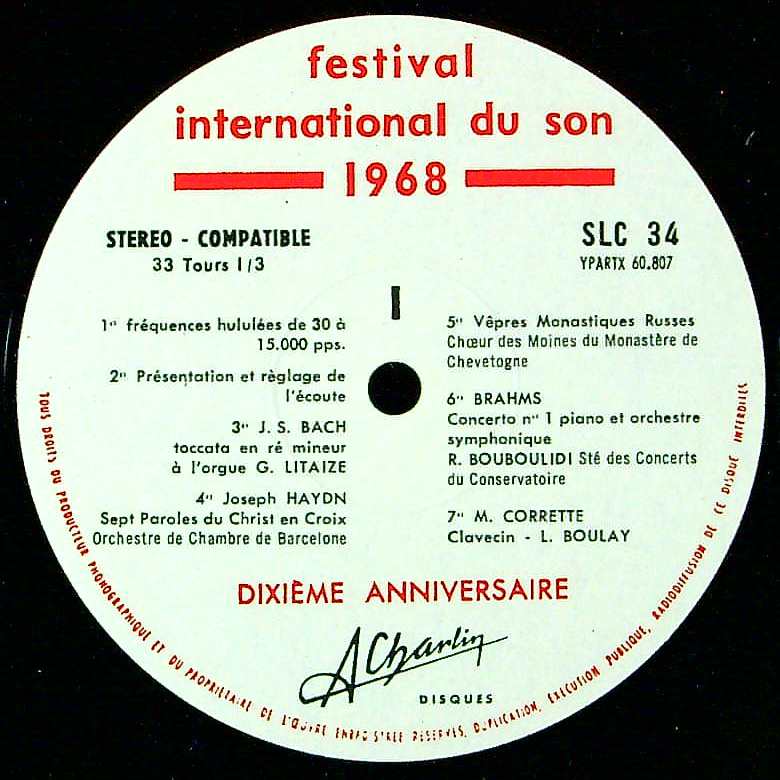 festival
international du son
1968
STEREO - COMPATIBLE
33 Tours 1/3
SLC 34
YPARTX 60.807
I
1" fréquences hululées de 30 à
15.000 pps.
2" Présentation et règlage de
l'écoute
3" J. S. BACH
toccata en ré mineur
à l'orgue G. LITAIZE
4" Joseph HAYDN
Sept Paroles du Christ en Croix
Orchestre de Chambre de Barcelone
5" Vêpres Monastiques Russes
Chœur des Moines du Monastère de
Chevetogne
6" BRAHMS
Concerto n" 1 piano et orchestre
symphonique
R. BOUBOULIDI Sté des Concerts
du Conservatoire
7" M. CORRETTE
Clavecin - L. BOULAY
DIXIÈME ANNIVERSAIRE
A Charlin
DISQUES
TOUS DROITS DU PRODUCTEUR PHONOGRAPHIQUE ET DU PROPRIETAIRE DE L'ŒUVRE ENREGISTREE RESERVES, DUPLICATION, EXECUTION PUBLIQUE, RADIODIFFUSION DE CE DISQUE INTERDITES